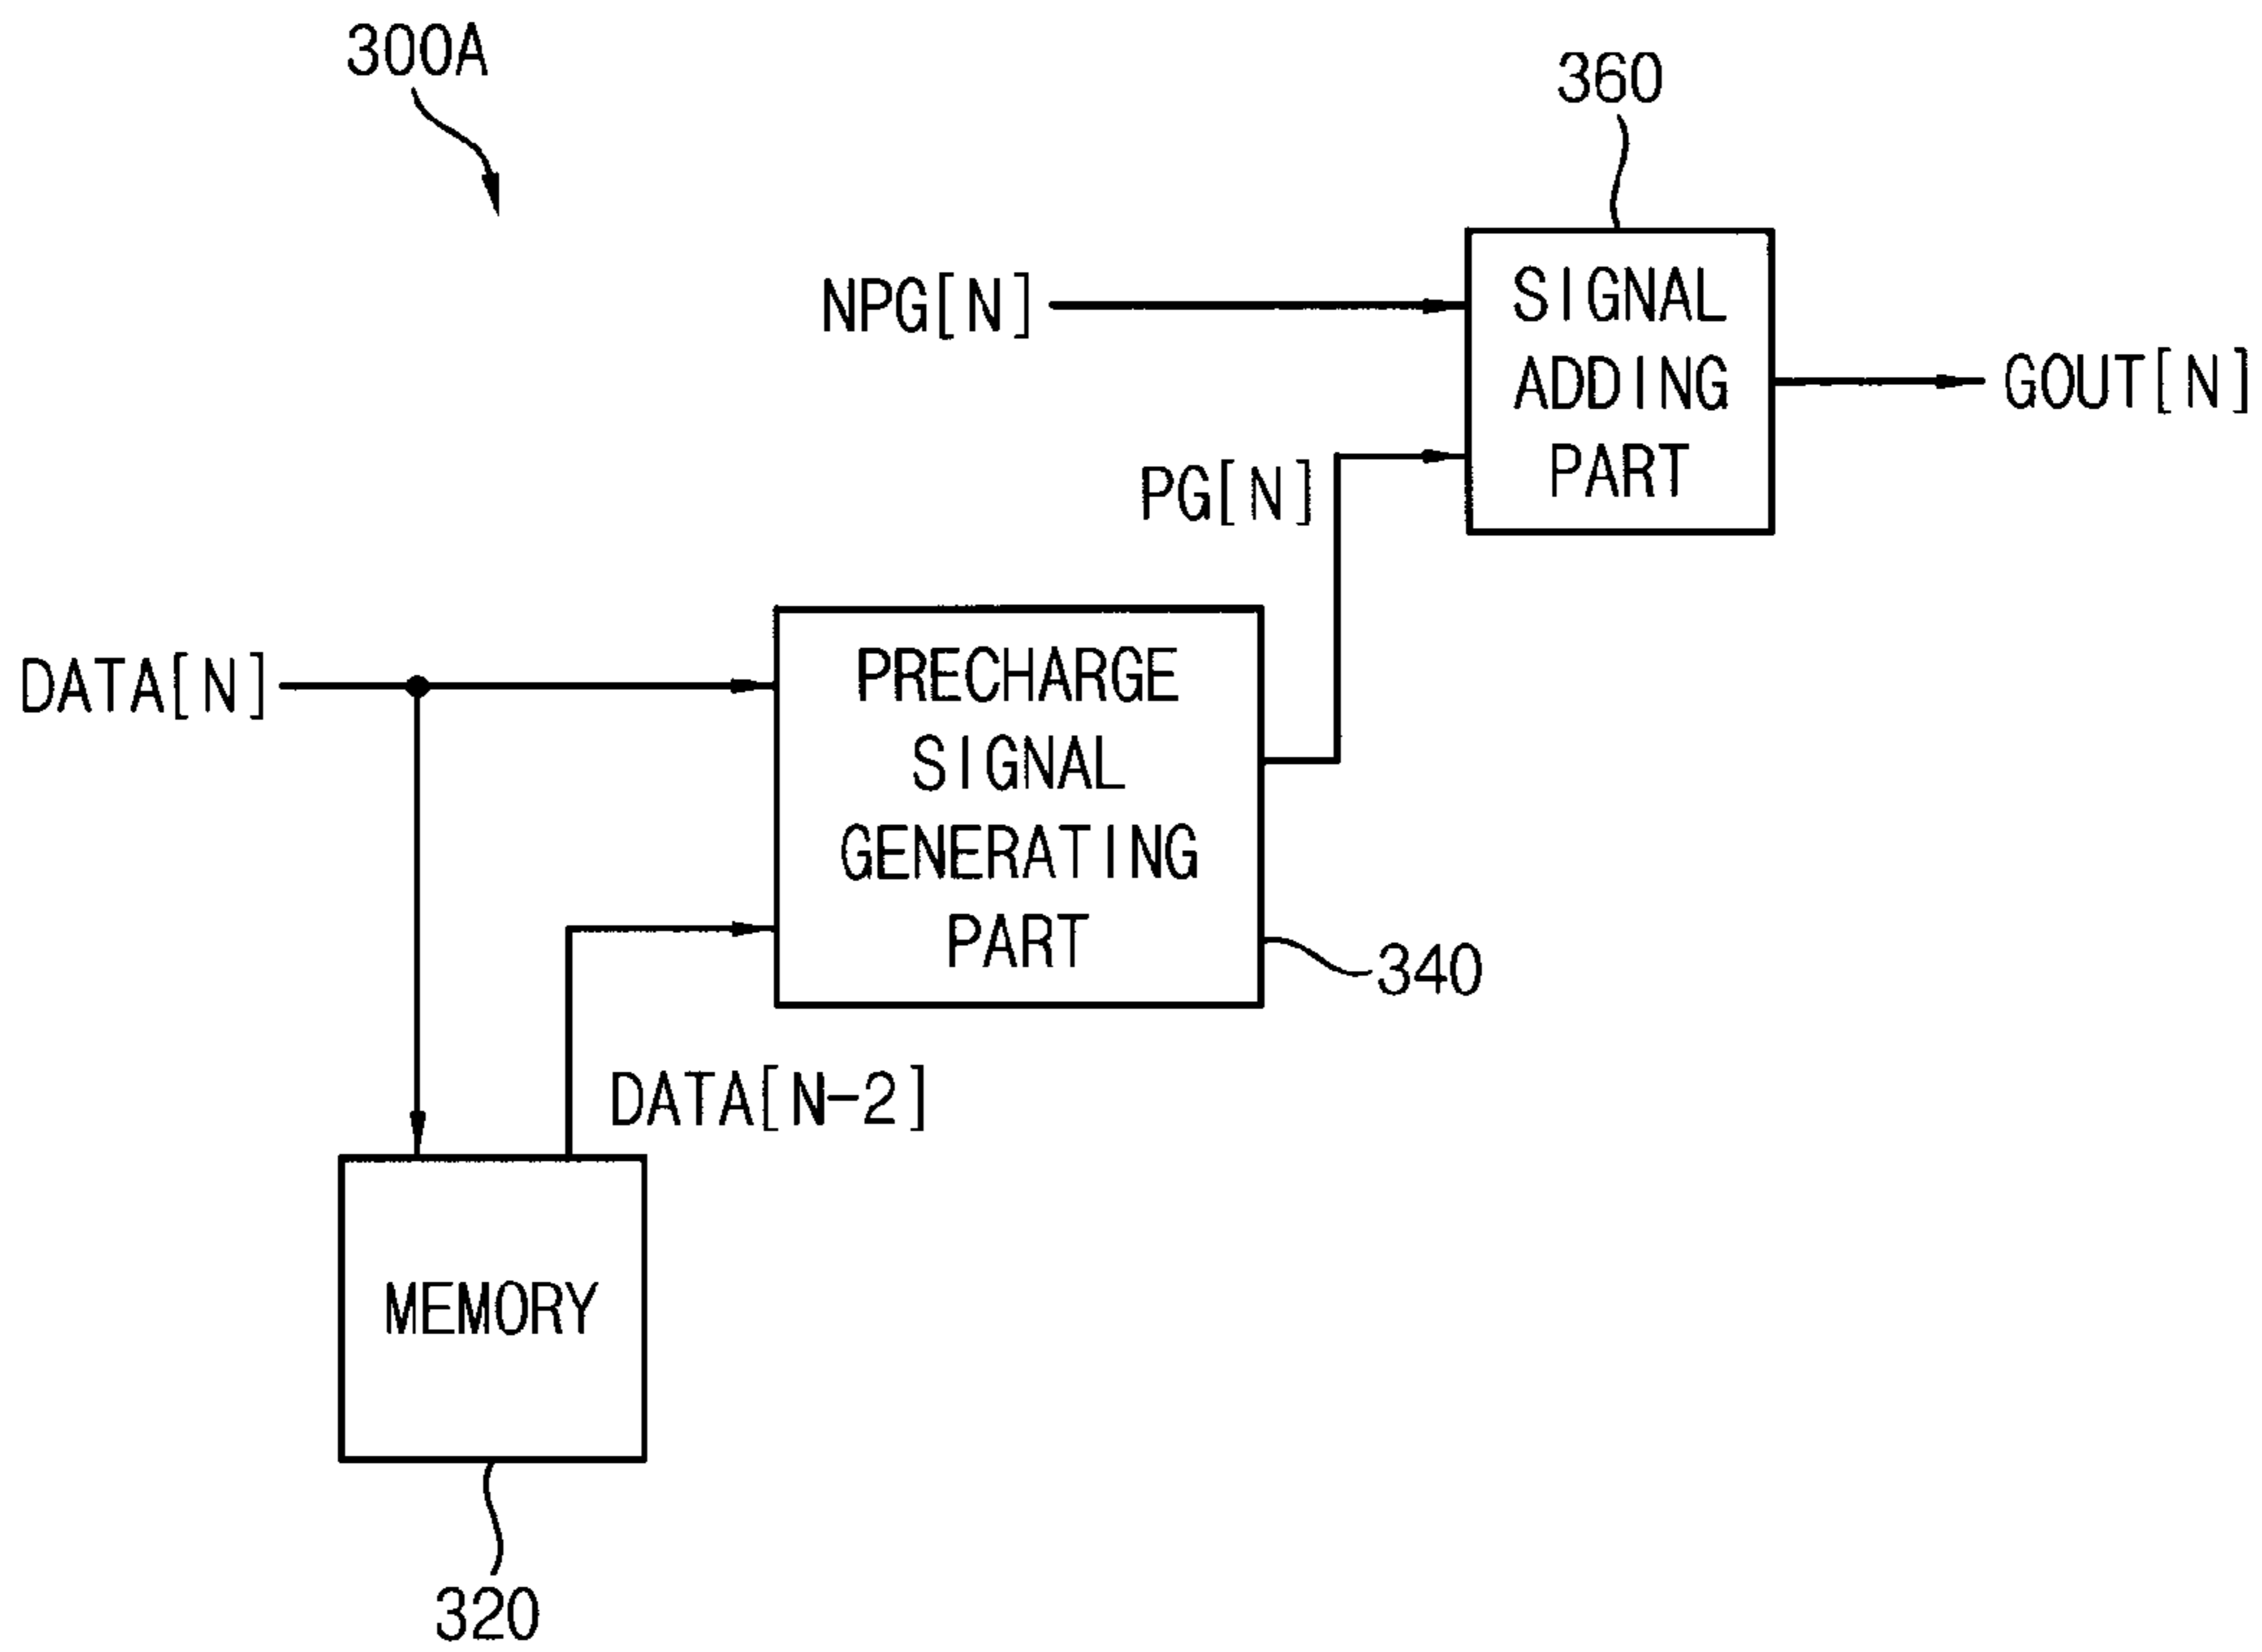 300A
360
NPG[N]
SIGNAL
ADDING
PART
GOUT[N]
PG[N]
DATA[N]
PRECHARGE
SIGNAL
GENERATING
PART
340
DATA[N-2]
MEMORY
320